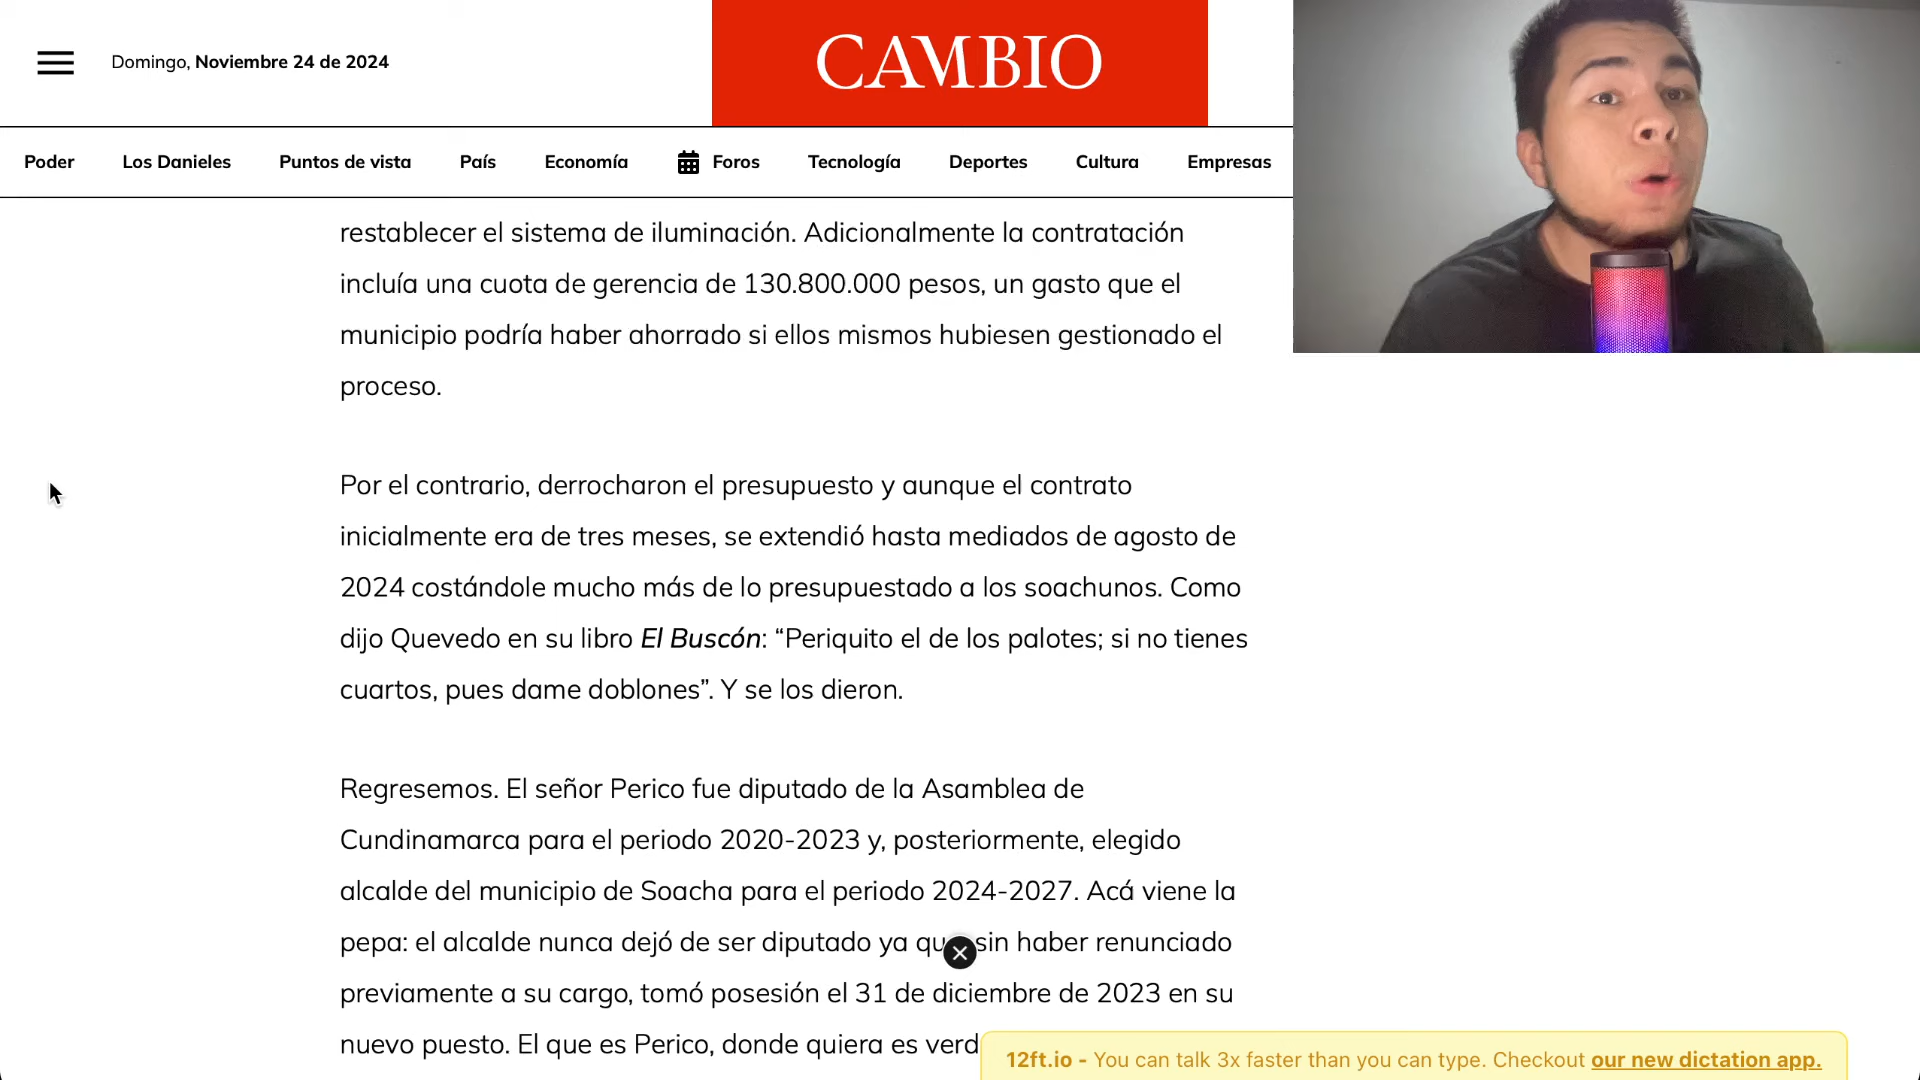 Domingo, Noviembre 24 de 2024
CAMBIO
Poder Los Danieles Puntos de vista País Economía Foros Tecnología Deportes Cultura Empresas
restablecer el sistema de iluminación. Adicionalmente la contratación
incluía una cuota de gerencia de 130.800.000 pesos, un gasto que el
municipio podría haber ahorrado si ellos mismos hubiesen gestionado el
proceso.
Por el contrario, derrocharon el presupuesto y aunque el contrato
inicialmente era de tres meses, se extendió hasta mediados de agosto de
2024 costándole mucho más de lo presupuestado a los soachunos. Como
dijo Quevedo en su libro El Buscón: “Periquito el de los palotes; si no tienes
cuartos, pues dame doblones”. Y se los dieron.
Regresemos. El señor Perico fue diputado de la Asamblea de
Cundinamarca para el periodo 2020-2023 y, posteriormente, elegido
alcalde del municipio de Soacha para el periodo 2024-2027. Acá viene la
pepa: el alcalde nunca dejó de ser diputado ya qu sin haber renunciado
previamente a su cargo, tomó posesión el 31 de diciembre de 2023 en su
nuevo puesto. El que es Perico, donde quiera es verd
12ft.io - You can talk 3x faster than you can type. Checkout our new dictation app.